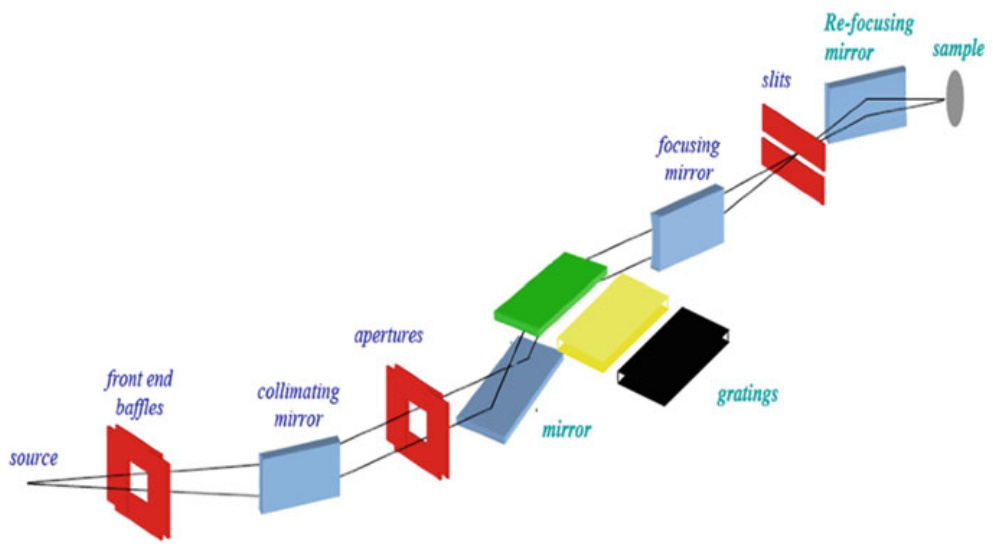 source
front end
baffles
collimating
mirror
apertures
mirror
gratings
focusing
mirror
slits
Re-focusing
mirror
sample